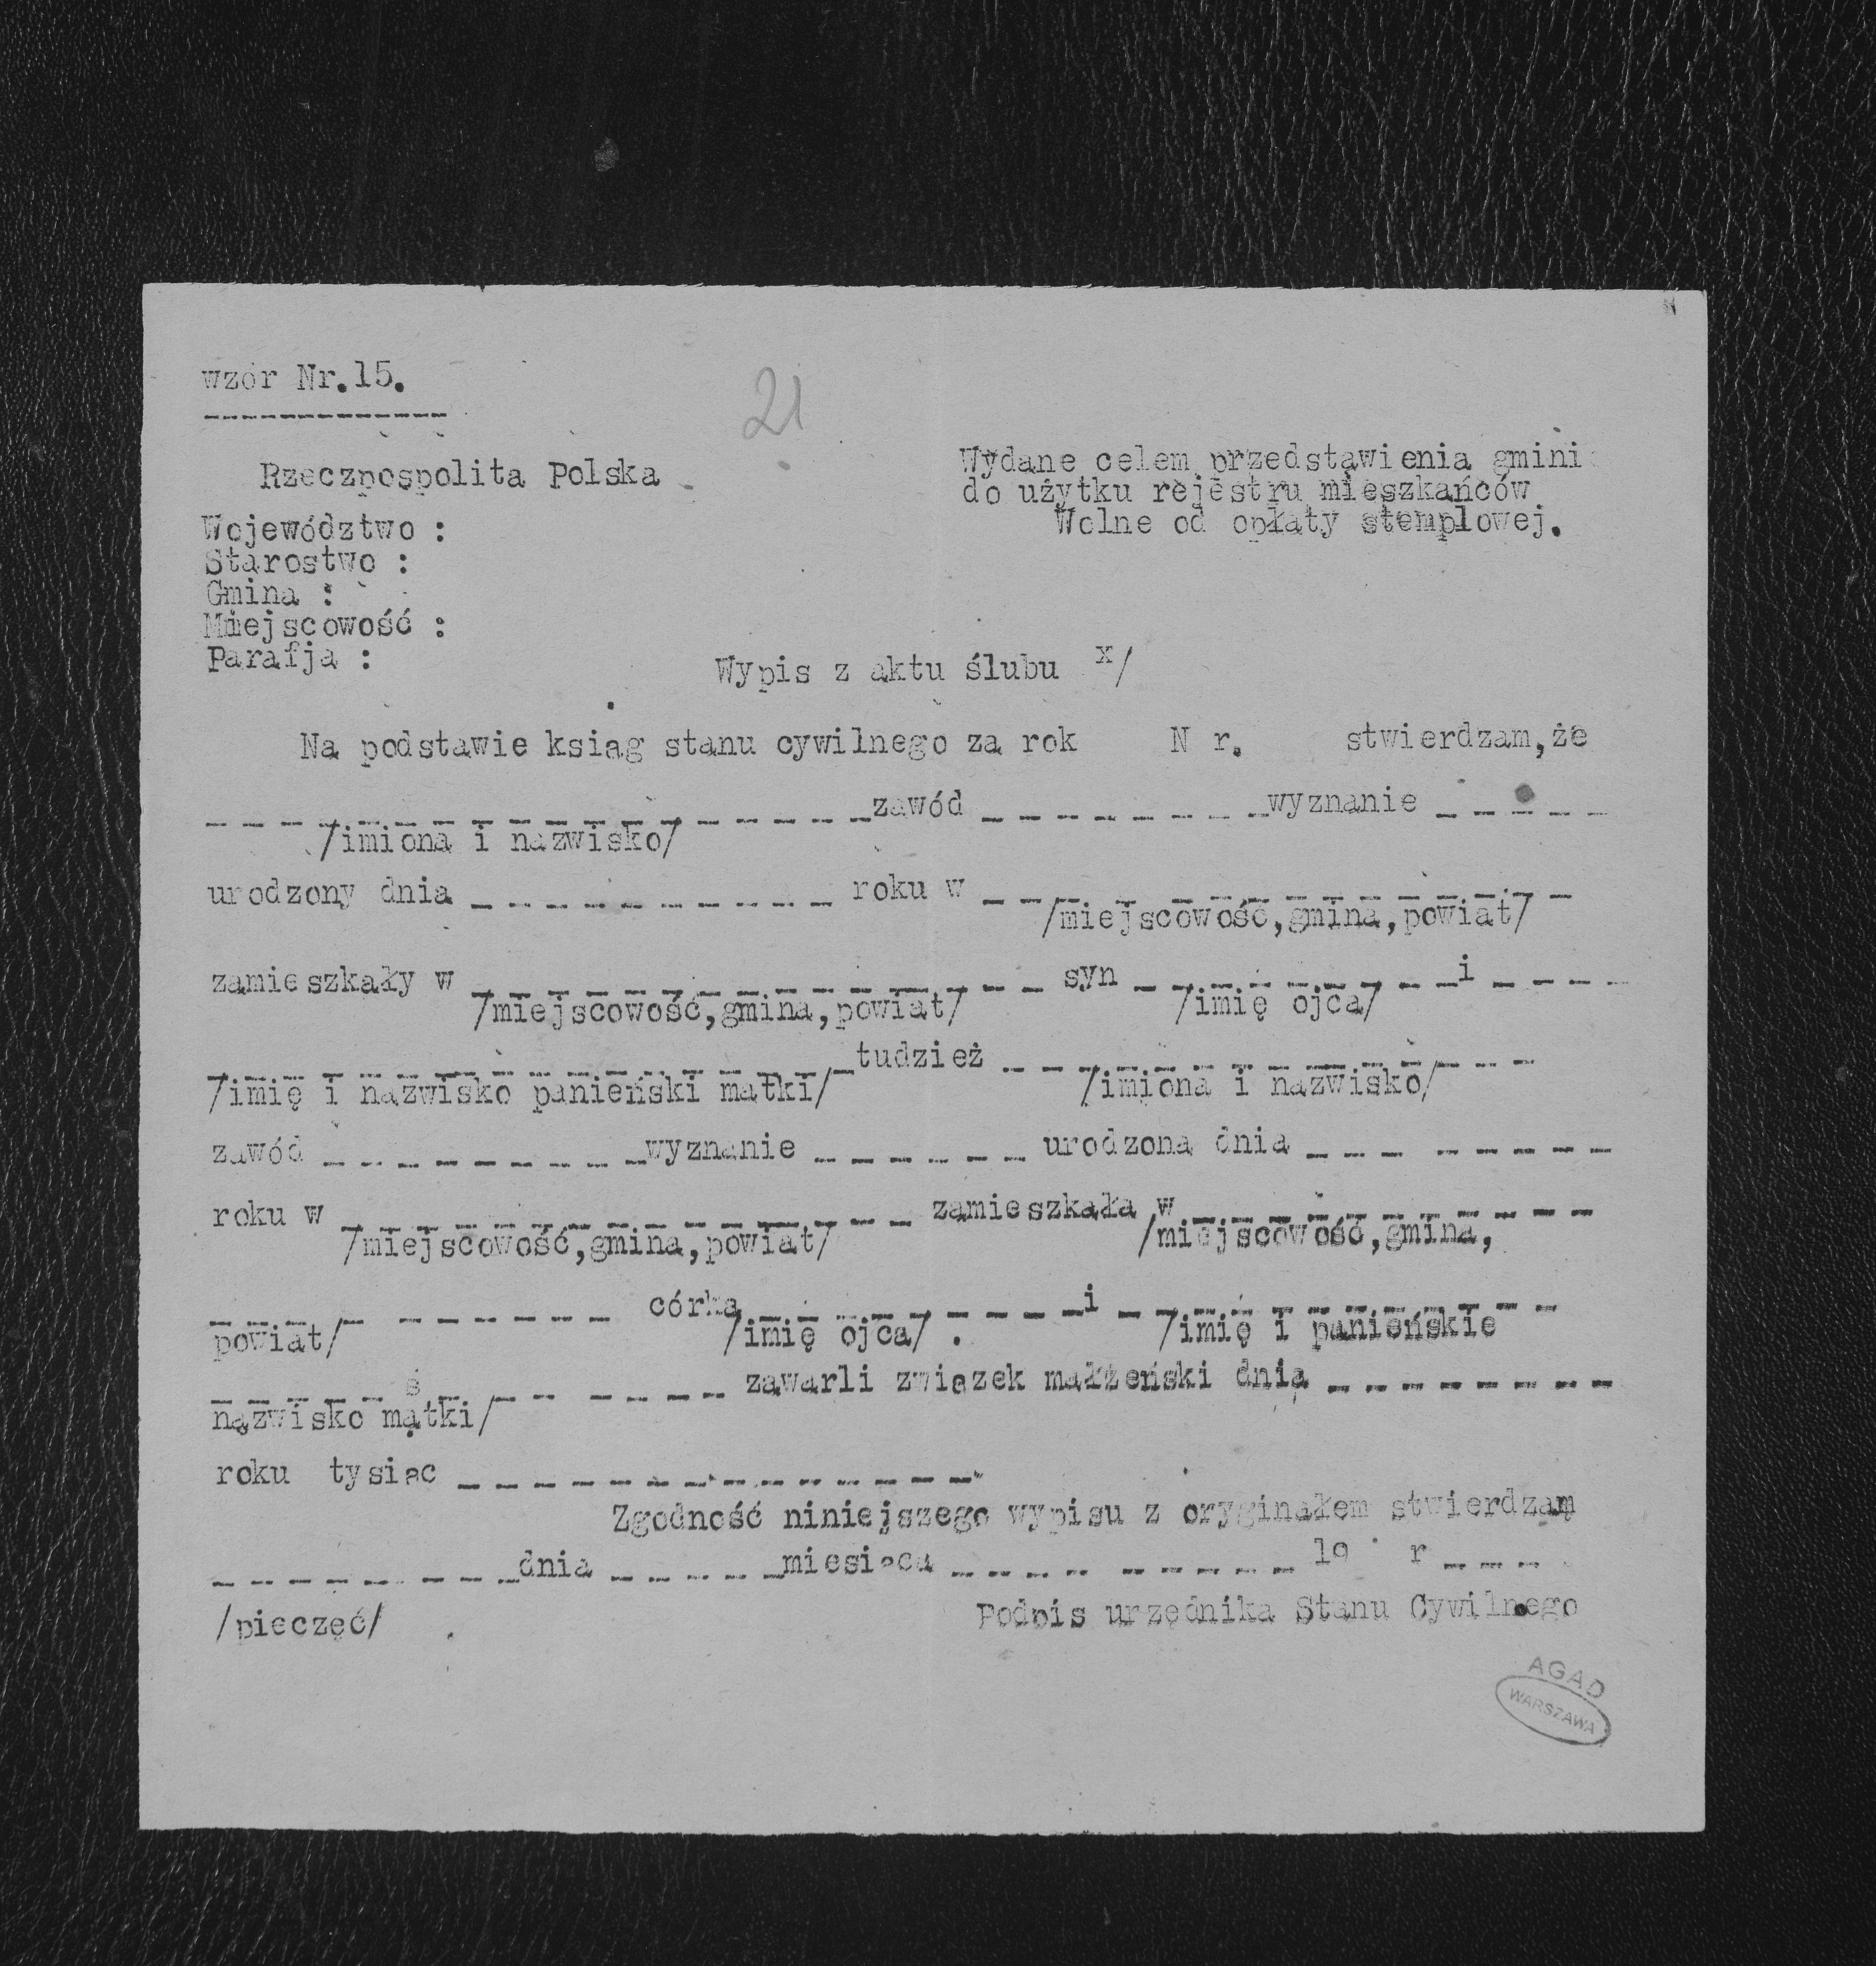 wzór Nr.15.
21
Rzeczpospolita Polska
Wydane celem przedstawienia gminie
do użytku rejestru mieszkańców
Wolne od opłaty stemplowej.
Województwo :
Starostwo :
Gmina :
Miejscowość :
Parafja :
Wypis z aktu ślubu x/
Na podstawie ksiąg stanu cywilnego za rok N r. stwierdzam,że
_ _ _ _ _ _ _ _ _ _ zawód _ _ _ _ _ _ wyznanie _ _ _ _
/imiona i nazwisko/
urodzony dnia _ _ _ _ _ _ _ _ roku w _ _ _ _ _ _ _ _
/miejscowość,gmina,powiat/
zamieszkały w _ _ _ _ _ _ _ _ _ _ syn _ _ _ _ _ _ i _ _ _ _
/miejscowość,gmina,powiat/ /imię ojca/
_ _ _ _ _ _ _ _ _ _ tudzież _ _ _ _ _ _ _ _
/imię i nazwisko panieński matki/ /imiona i nazwisko/
zawód _ _ _ _ _ _ _ wyznanie _ _ _ _ _ urodzona dnia _ _ _ _ _ _ _
roku w _ _ _ _ _ _ _ _ _ _ zamieszkała w _ _ _ _ _ _ _ _
/miejscowość,gmina,powiat/ /miejscowość,gmina,
_ _ _ _ _ _ _ _ córka _ _ _ _ _ _ i _ _ _ _ _ _ _ _
powiat/ /imię ojca/ . /imię i panieńskie
_ _ _ _ _ s _ _ _ _ _ _ zawarli związek małżeński dnia _ _ _ _ _ _ _
nazwisko matki/
roku tysiąc _ _ _ _ _ _ _ _ _ _
Zgodność niniejszego wypisu z oryginałem stwierdzam
_ _ _ _ _ _ _ dnia _ _ _ _ miesiąca _ _ _ _ _ _ _ _ 19 r _ _ _
/pieczęć/ Podpis urzędnika Stanu Cywilnego
AGAD
WARSZAWA